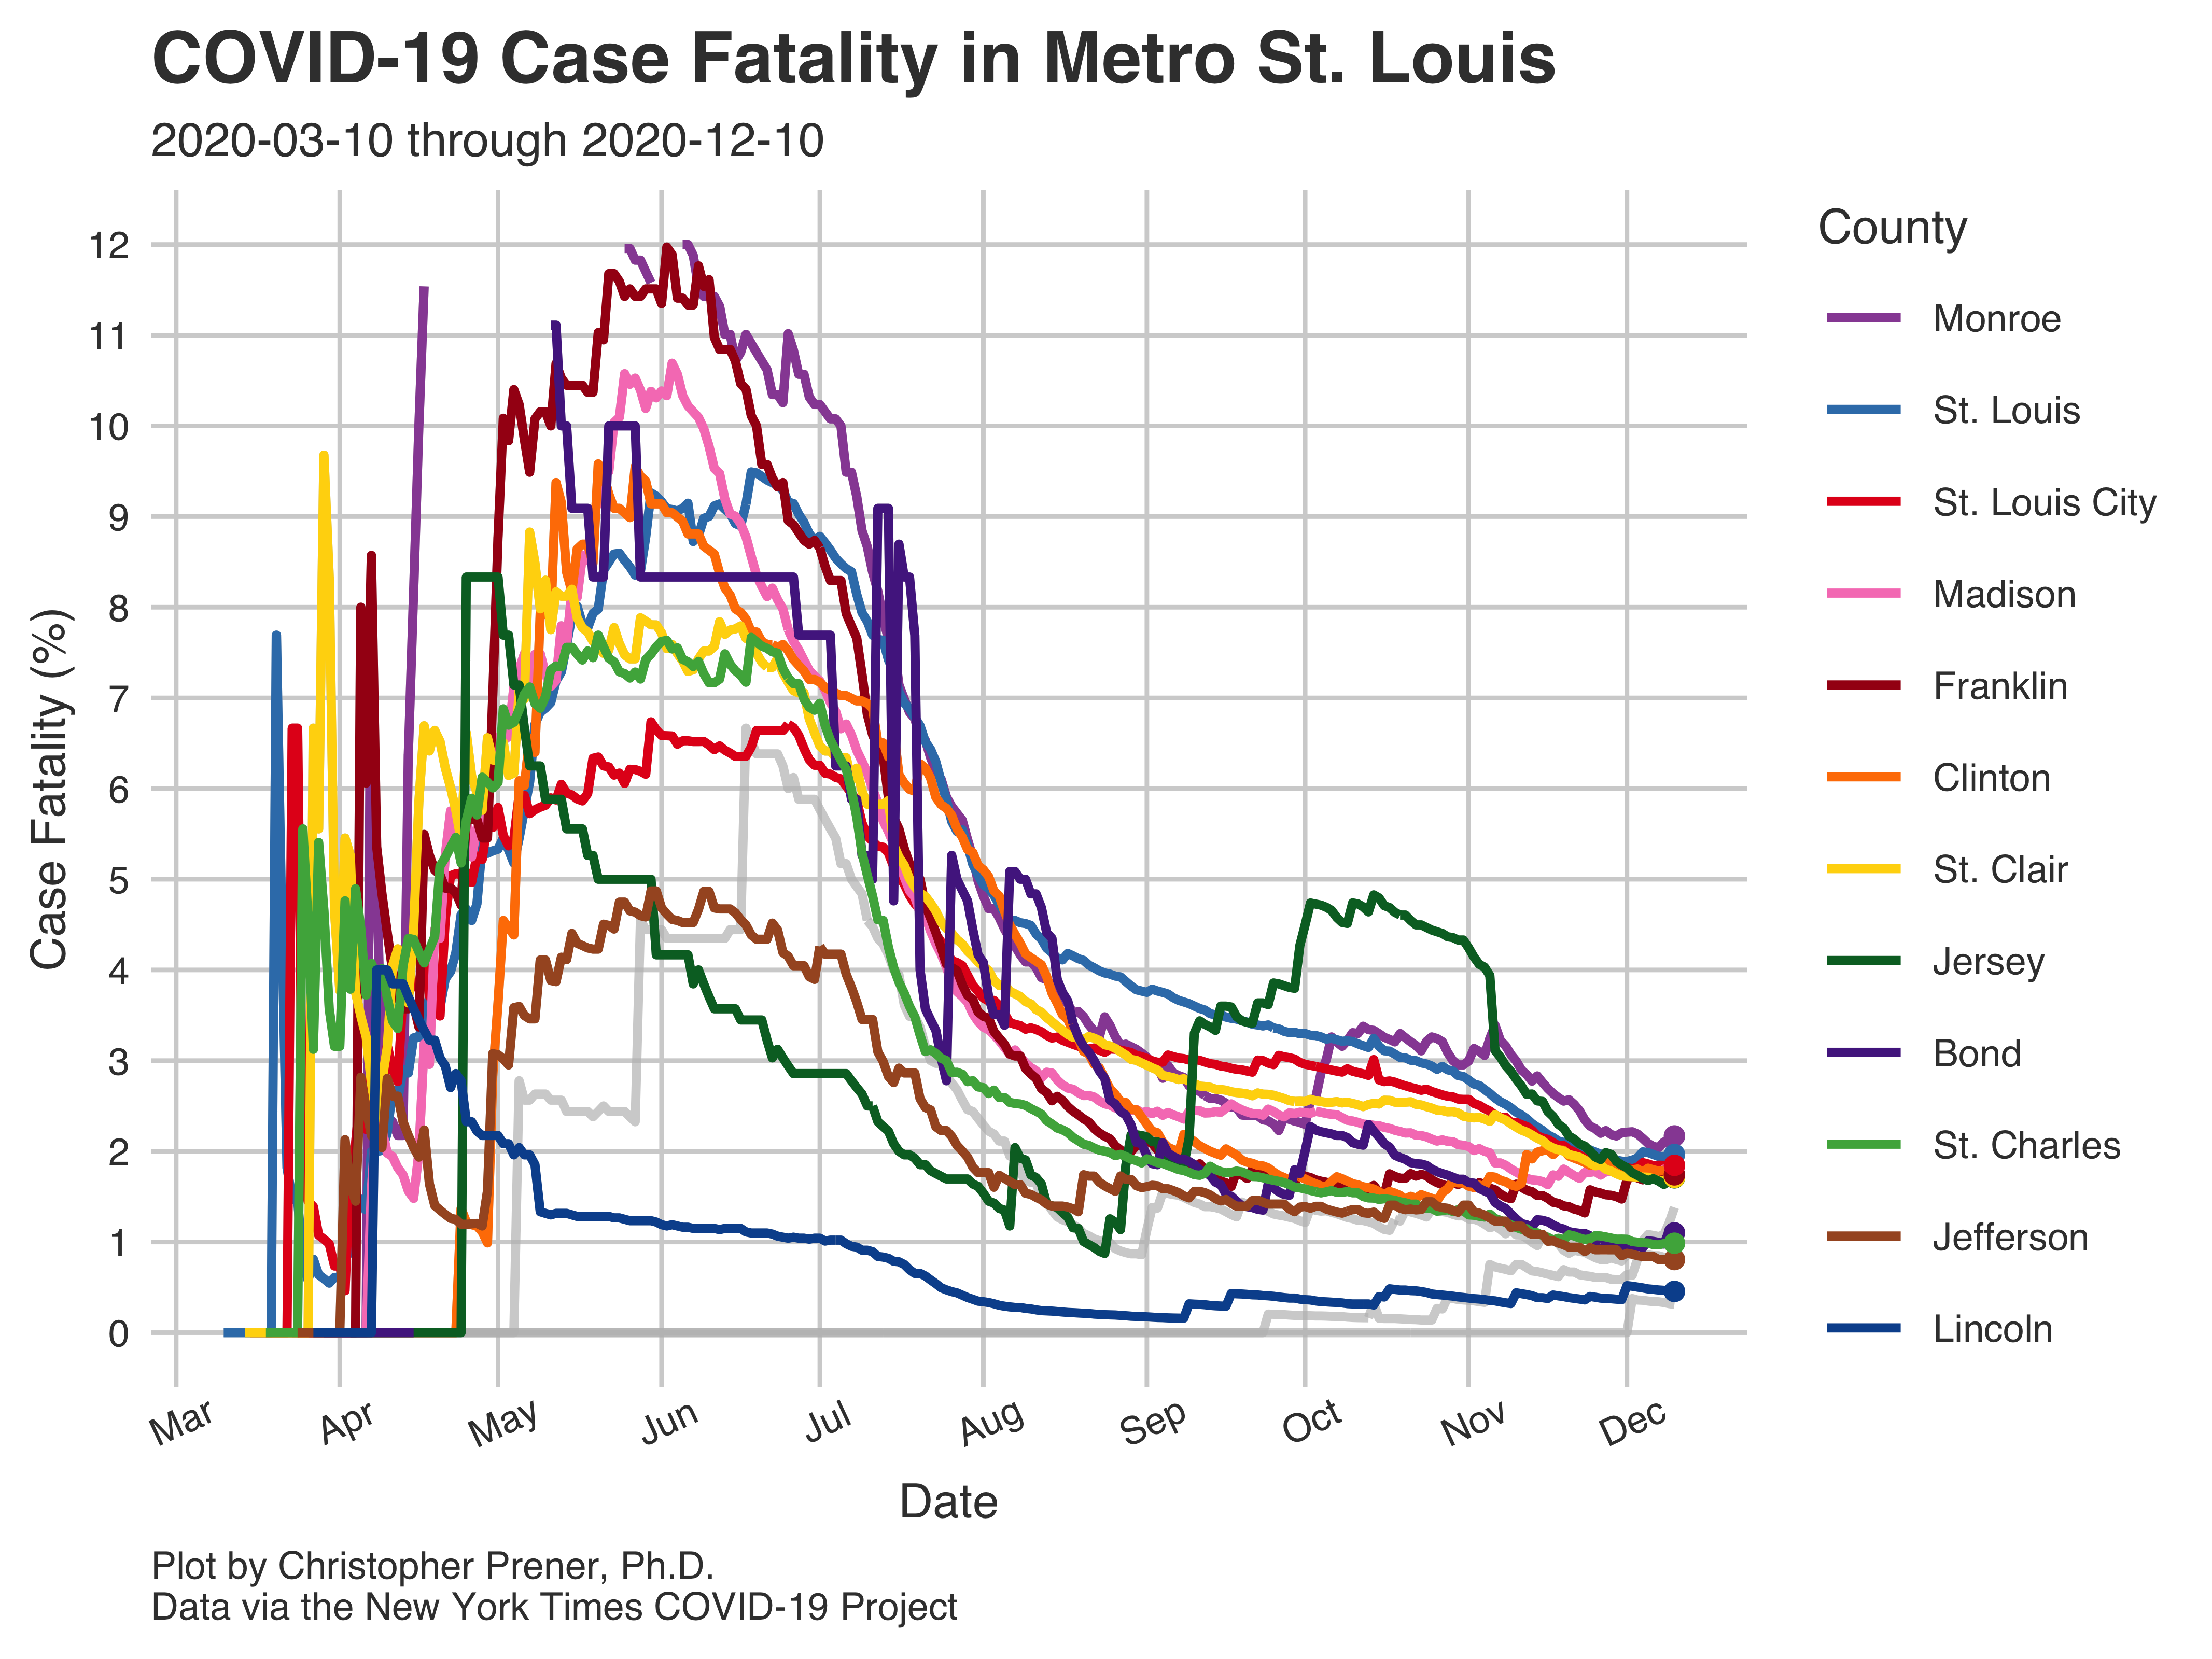 COVID-19 Case Fatality in Metro St. Louis
2020-03-10 through 2020-12-10
County
Monroe
St. Louis
St. Louis City
Madison
Franklin
Clinton
St. Clair
Jersey
Bond
St. Charles
Jefferson
Lincoln
Case Fatality (%)
12
11
10
9
8
7
6
5
4
3
2
1
0
Mar Apr May Jun Jul Aug Sep Oct Nov Dec
Date
Plot by Christopher Prener, Ph.D.
Data via the New York Times COVID-19 Project